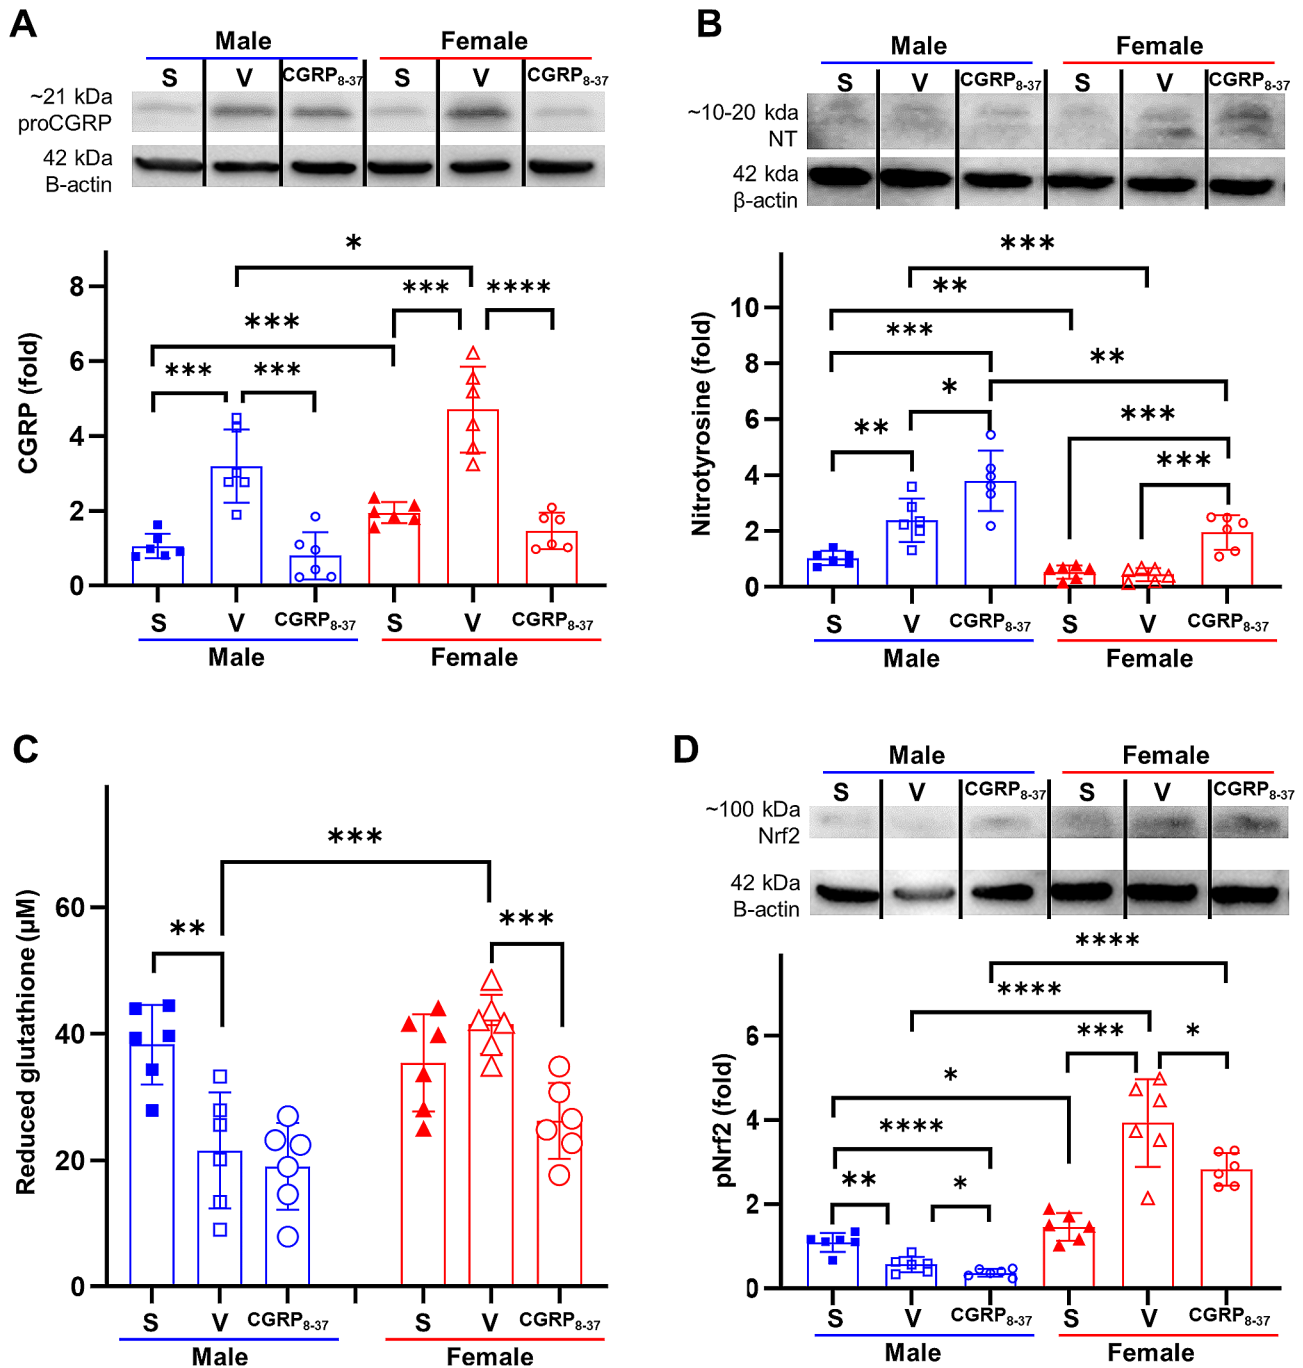 A
Male Female
S V CGRP8-37 S V CGRP8-37
~21 kDa
proCGRP
42 kDa
B-actin
*
*** ****
***
*** ***
CGRP (fold)
8
6
4
2
0
S V CGRP8-37 S V CGRP8-37
Male Female
B
Male Female
S V CGRP8-37 S V CGRP8-37
~10-20 kda
NT
42 kda
β-actin
***
**
***
**
*
***
**
***
Nitrotyrosine (fold)
10
8
6
4
2
0
S V CGRP8-37 S V CGRP8-37
Male Female
C
***
**
***
Reduced glutathione (μM)
60
40
20
0
S V CGRP8-37 S V CGRP8-37
Male Female
D
Male Female
S V CGRP8-37 S V CGRP8-37
~100 kDa
Nrf2
42 kDa
B-actin
****
****
*** *
*
****
** *
pNrf2 (fold)
6
4
2
0
S V CGRP8-37 S V CGRP8-37
Male Female